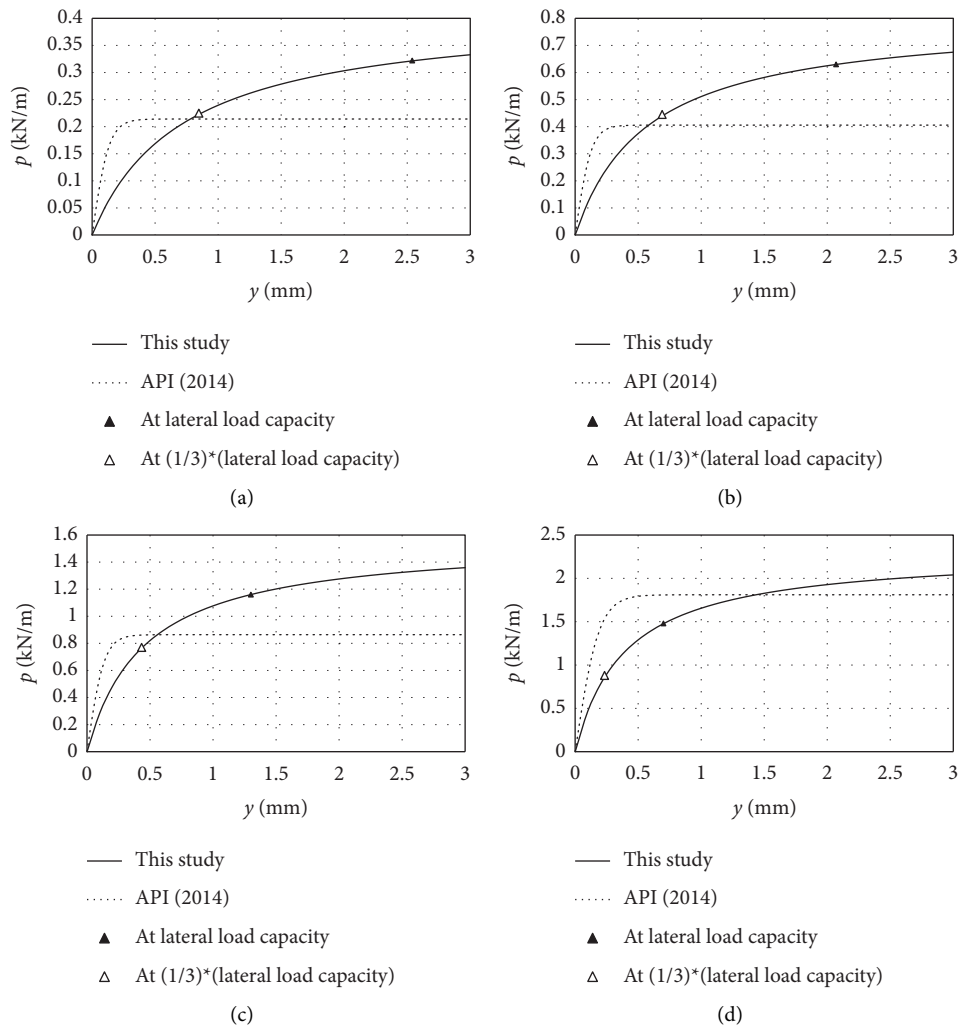 0.4
0.35
0.3
0.25
0.2
0.15
0.1
0.05
0
p (kN/m)
0 0.5 1 1.5 2 2.5 3
y (mm)
This study
API (2014)
At lateral load capacity
At (1/3)*(lateral load capacity)
(a)
0.8
0.7
0.6
0.5
0.4
0.3
0.2
0.1
0
p (kN/m)
0 0.5 1 1.5 2 2.5 3
y (mm)
This study
API (2014)
At lateral load capacity
At (1/3)*(lateral load capacity)
(b)
1.6
1.4
1.2
1
0.8
0.6
0.4
0.2
0
p (kN/m)
0 0.5 1 1.5 2 2.5 3
y (mm)
This study
API (2014)
At lateral load capacity
At (1/3)*(lateral load capacity)
(c)
2.5
2
1.5
1
0.5
0
p (kN/m)
0 0.5 1 1.5 2 2.5 3
y (mm)
This study
API (2014)
At lateral load capacity
At (1/3)*(lateral load capacity)
(d)